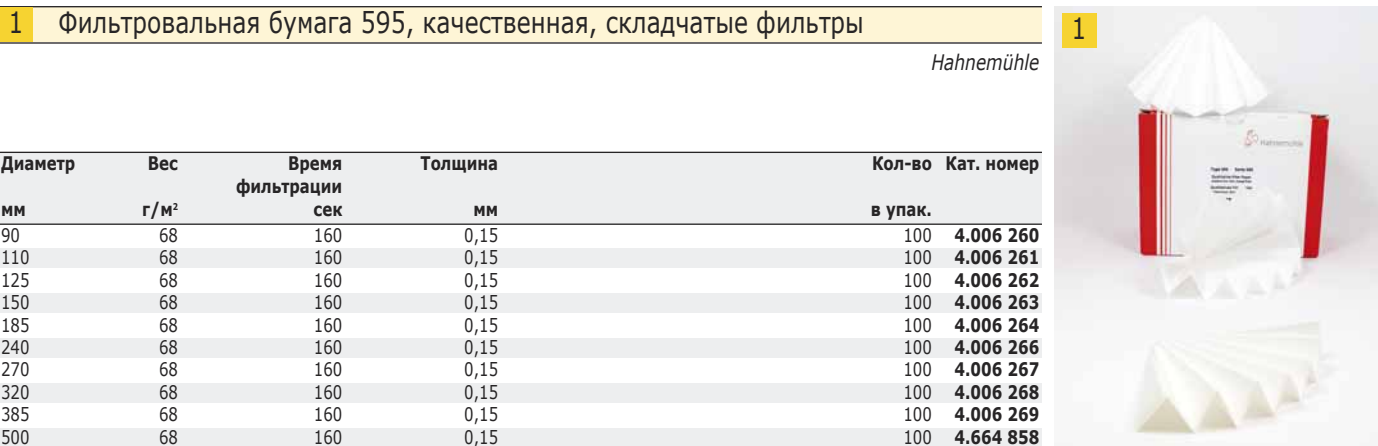 1 Фильтровальная бумага 595, качественная, складчатые фильтры
Hahnemühle
Диаметр Вес Время фильтрации Толщина Кол-во Кат. номер
мм г/м² сек мм в упак.
90 68 160 0,15 100 4.006 260
110 68 160 0,15 100 4.006 261
125 68 160 0,15 100 4.006 262
150 68 160 0,15 100 4.006 263
185 68 160 0,15 100 4.006 264
240 68 160 0,15 100 4.006 266
270 68 160 0,15 100 4.006 267
320 68 160 0,15 100 4.006 268
385 68 160 0,15 100 4.006 269
500 68 160 0,15 100 4.664 858
1
Hahnemühle